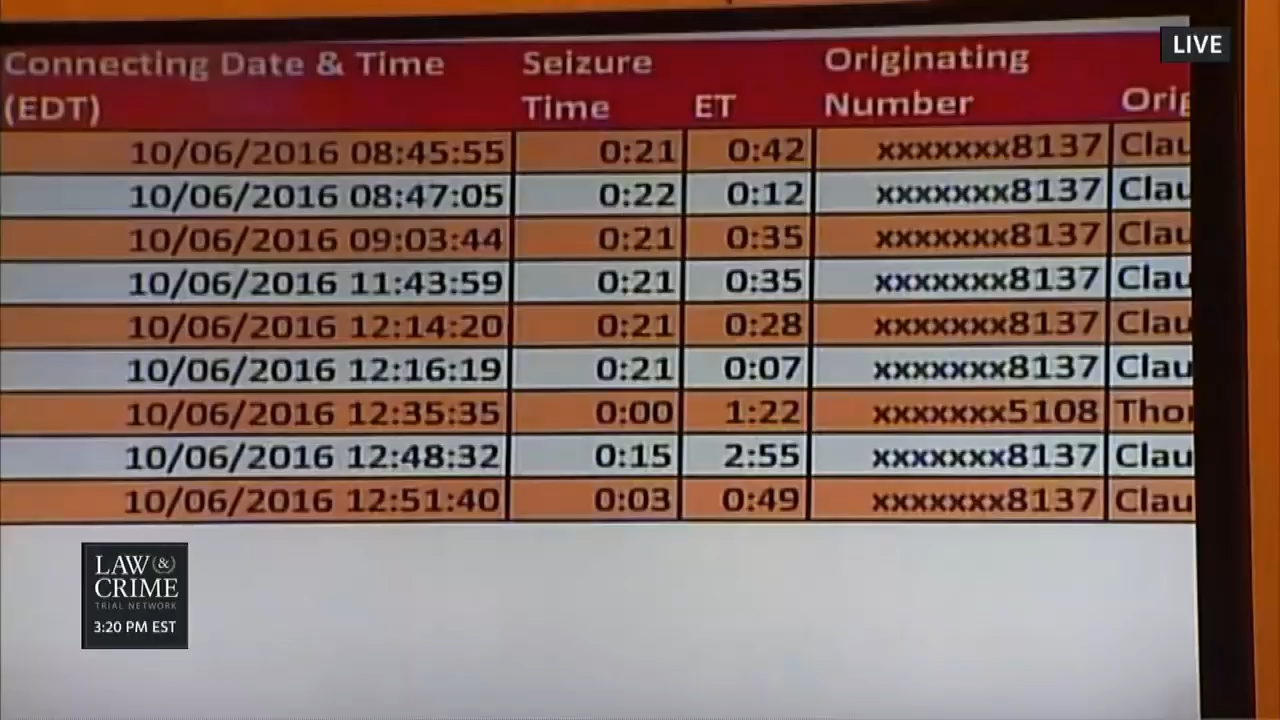 LIVE
Connecting Date & Time (EDT) Seizure Time ET Originating Number Orig
10/06/2016 08:45:55 0:21 0:42 xxxxxxx8137 Clau
10/06/2016 08:47:05 0:22 0:12 xxxxxxx8137 Clau
10/06/2016 09:03:44 0:21 0:35 xxxxxxx8137 Clau
10/06/2016 11:43:59 0:21 0:35 xxxxxxx8137 Clau
10/06/2016 12:14:20 0:21 0:28 xxxxxxx8137 Clau
10/06/2016 12:16:19 0:21 0:07 xxxxxxx8137 Clau
10/06/2016 12:35:35 0:00 1:22 xxxxxxx5108 Thor
10/06/2016 12:48:32 0:15 2:55 xxxxxxx8137 Clau
10/06/2016 12:51:40 0:03 0:49 xxxxxxx8137 Clau
LAW &
CRIME
TRIAL NETWORK
3:20 PM EST